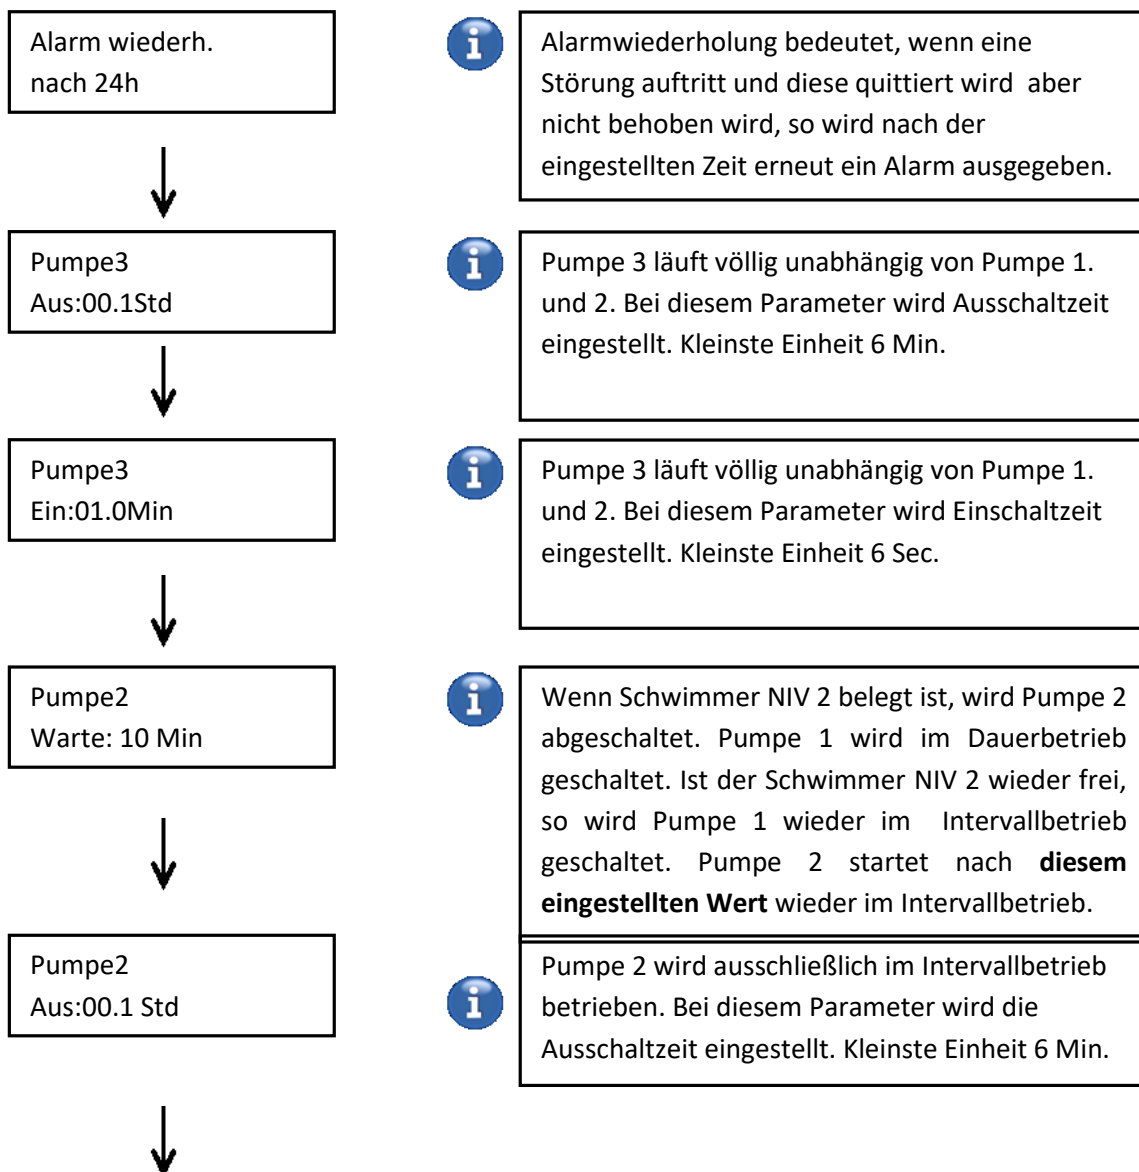 Alarm wiederh.
nach 24h
Alarmwiederholung bedeutet, wenn eine
Störung auftritt und diese quittiert wird  aber
nicht behoben wird, so wird nach der
eingestellten Zeit erneut ein Alarm ausgegeben.
Pumpe3
Aus:00.1Std
Pumpe 3 läuft völlig unabhängig von Pumpe 1.
und 2. Bei diesem Parameter wird Ausschaltzeit
eingestellt. Kleinste Einheit 6 Min.
Pumpe3
Ein:01.0Min
Pumpe 3 läuft völlig unabhängig von Pumpe 1.
und 2. Bei diesem Parameter wird Einschaltzeit
eingestellt. Kleinste Einheit 6 Sec.
Pumpe2
Warte: 10 Min
Wenn Schwimmer NIV 2 belegt ist, wird Pumpe 2
abgeschaltet. Pumpe 1 wird im Dauerbetrieb
geschaltet. Ist der Schwimmer NIV 2 wieder frei,
so wird Pumpe 1 wieder im  Intervallbetrieb
geschaltet. Pumpe 2 startet nach diesem
eingestellten Wert wieder im Intervallbetrieb.
Pumpe2
Aus:00.1 Std
Pumpe 2 wird ausschließlich im Intervallbetrieb
betrieben. Bei diesem Parameter wird die
Ausschaltzeit eingestellt. Kleinste Einheit 6 Min.